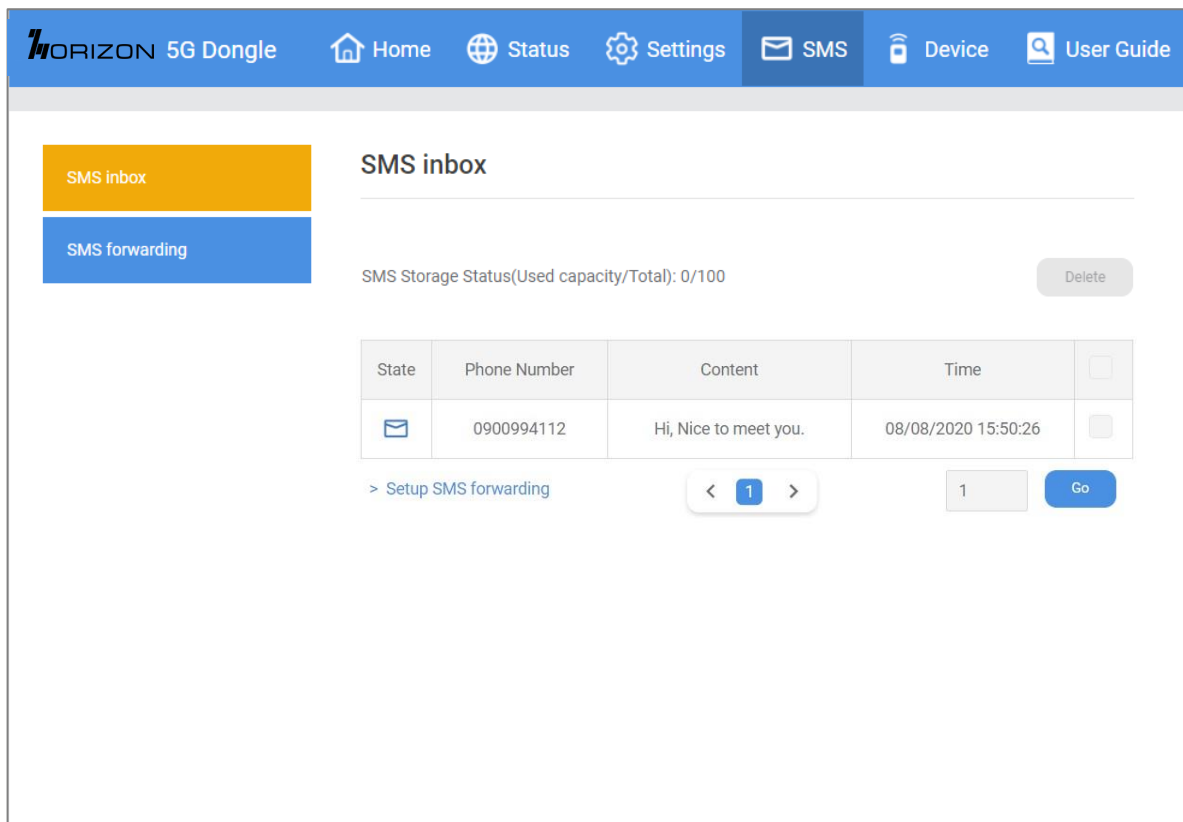 HORIZON 5G Dongle Home Status Settings SMS Device User Guide
SMS inbox
SMS forwarding
SMS inbox
SMS Storage Status(Used capacity/Total): 0/100 Delete
State Phone Number Content Time
0900994112 Hi, Nice to meet you. 08/08/2020 15:50:26
> Setup SMS forwarding < 1 > 1 Go